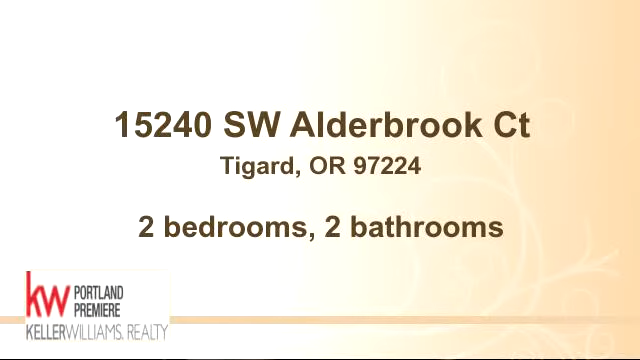 15240 SW Alderbrook Ct
Tigard, OR 97224
2 bedrooms, 2 bathrooms
kw PORTLAND
PREMIERE
KELLERWILLIAMS. REALTY